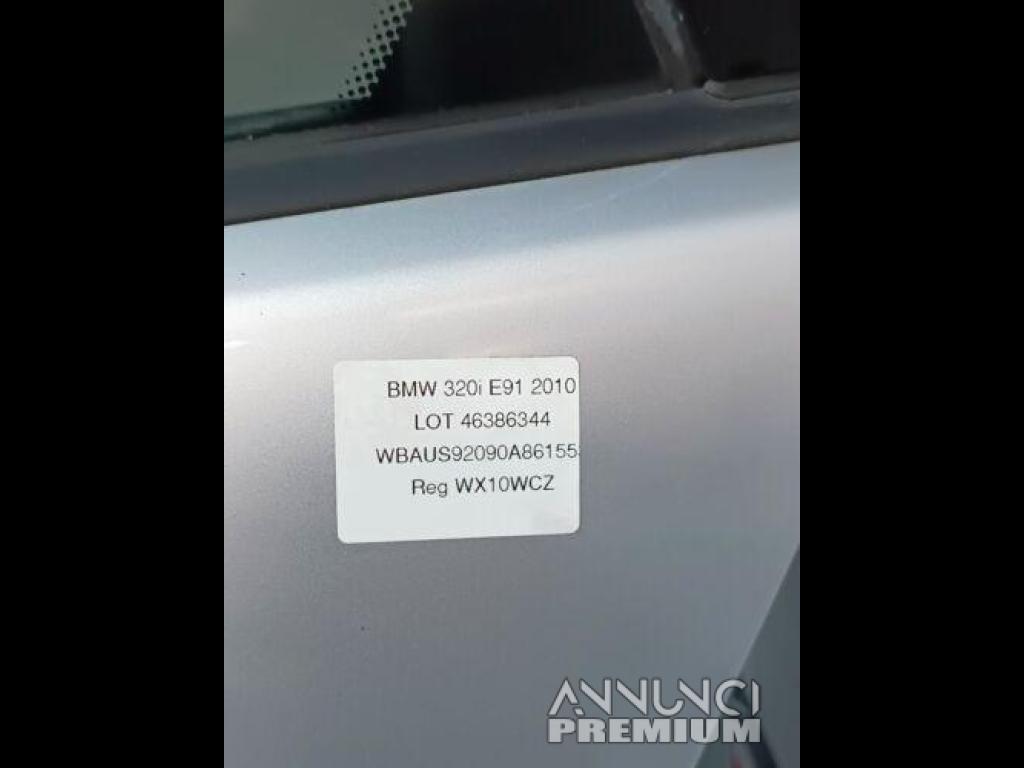 BMW 320i E91 2010
LOT 46386344
WBAUS92090A86155
Reg WX10WCZ
ANNUNCI
PREMIUM